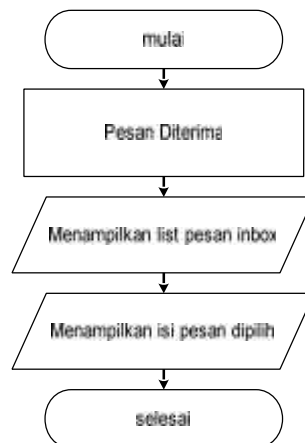 mulai
Pesan Diterima
Menampilkan list pesan inbox
Menampilkan isi pesan dipilih
selesai